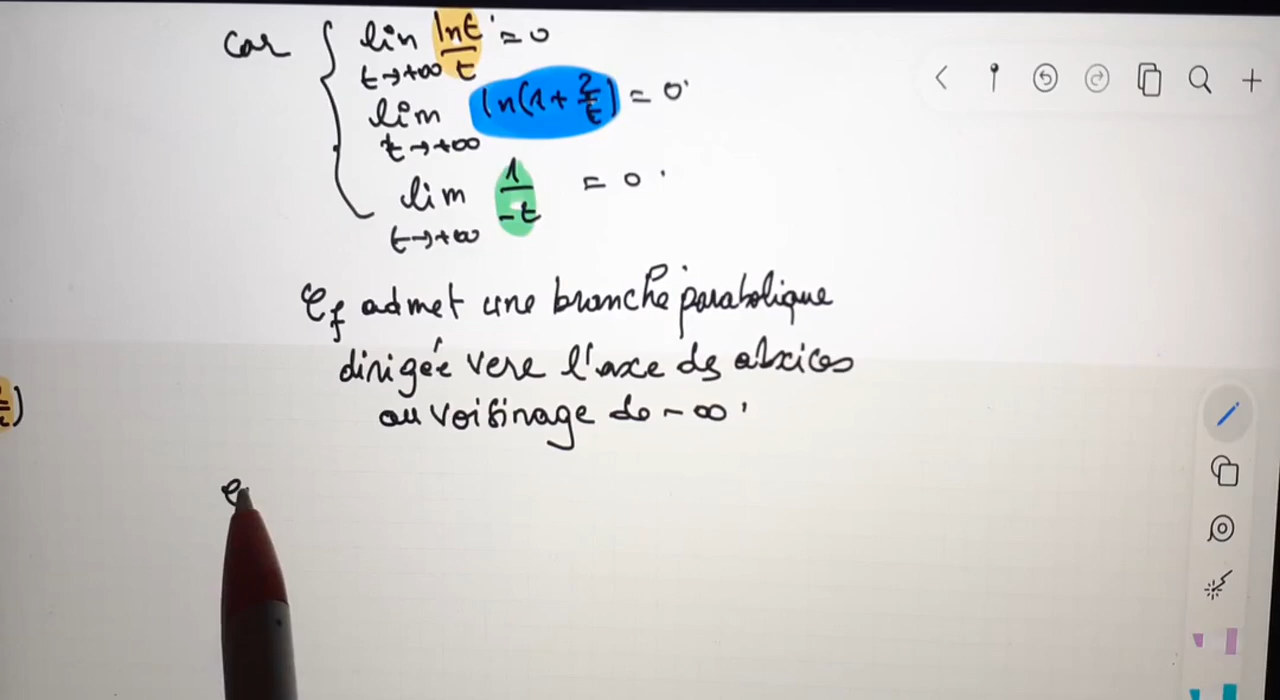 car { lim ln t / t = 0
t→+∞
lim ln(1 + 2/t) = 0
t→+∞
lim 1/-t = 0
t→+∞
𝒞f admet une branche parabolique
dirigée vers l'axe des abxices
au voisinage de -∞